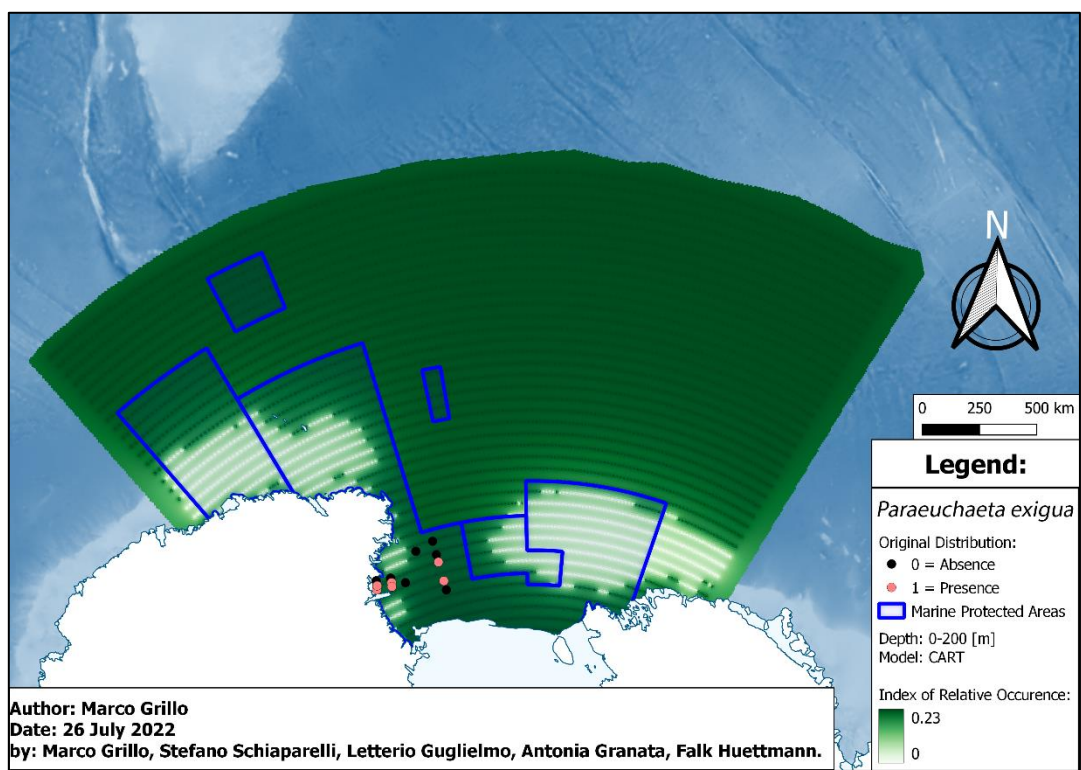 N
0 250 500 km
Legend:
Paraeuchaeta exigua
Original Distribution:
0 = Absence
1 = Presence
Marine Protected Areas
Depth: 0-200 [m]
Model: CART
Index of Relative Occurence:
0.23
0
Author: Marco Grillo
Date: 26 July 2022
by: Marco Grillo, Stefano Schiaparelli, Letterio Guglielmo, Antonia Granata, Falk Huettmann.